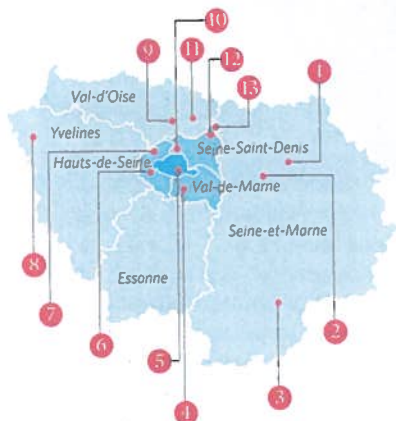 10
9
11
12
13
1
Val-d'Oise
Yvelines
Seine-Saint-Denis
Hauts-de-Seine
Val-de-Marne
Seine-et-Marne
Essonne
8
7
6
5
4
3
2